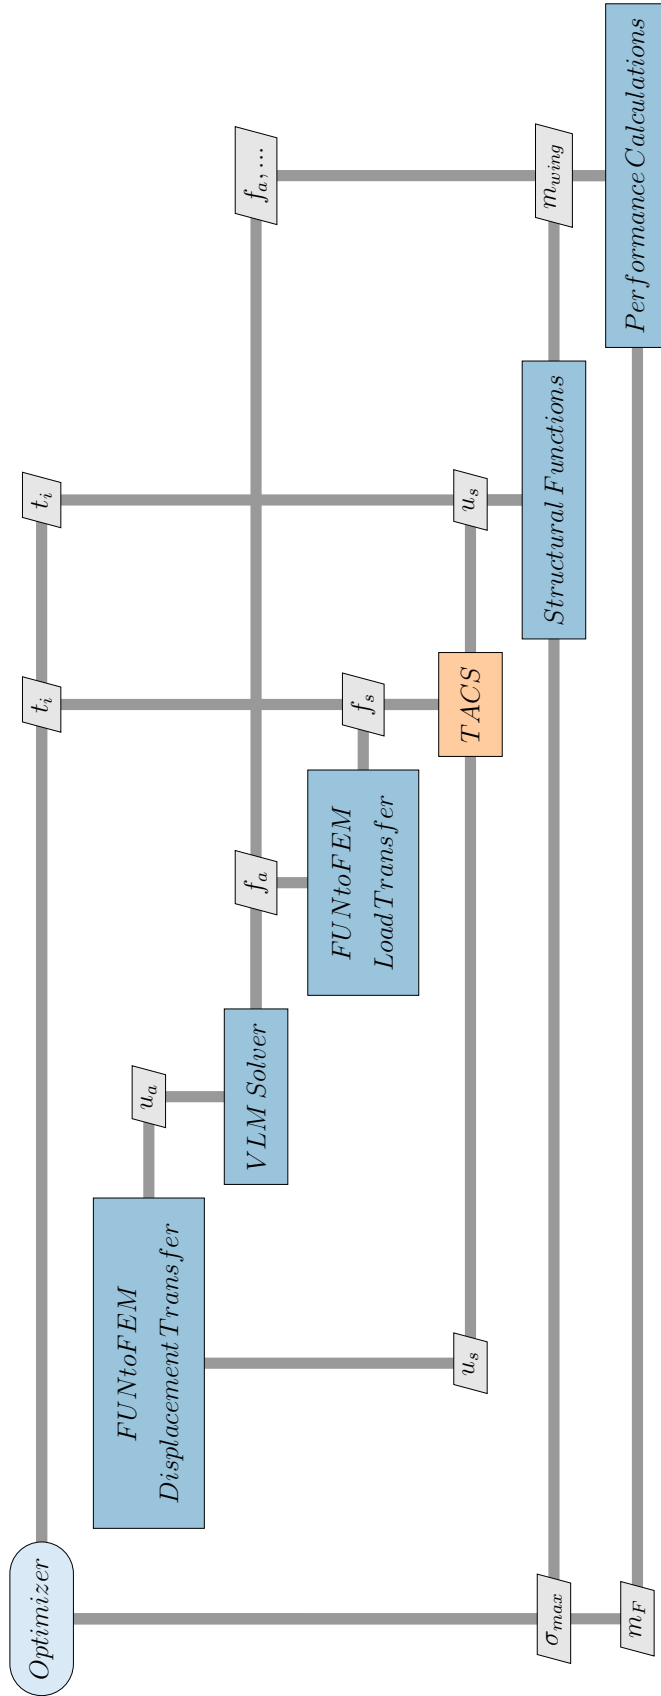 Optimizer
t_i
t_i
FUNtoFEM
Displacement Transfer
u_a
VLM Solver
f_a
f_a, ...
FUNtoFEM
Load Transfer
f_s
u_s
TACS
u_s
σ_max
Structural Functions
m_wing
m_F
Performance Calculations